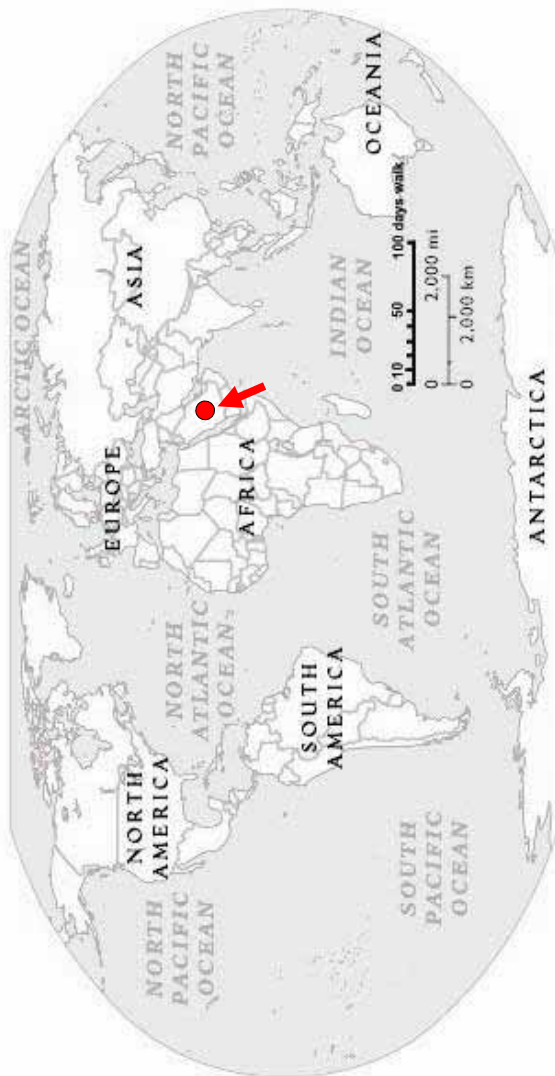 ARCTIC OCEAN
NORTH
PACIFIC
OCEAN
NORTH
AMERICA
NORTH
ATLANTIC
OCEAN
EUROPE
ASIA
NORTH
PACIFIC
OCEAN
AFRICA
SOUTH
AMERICA
INDIAN
OCEAN
OCEANIA
SOUTH
PACIFIC
OCEAN
SOUTH
ATLANTIC
OCEAN
0 10 50 100 days-walk
0 2,000 mi
0 2,000 km
ANTARCTICA